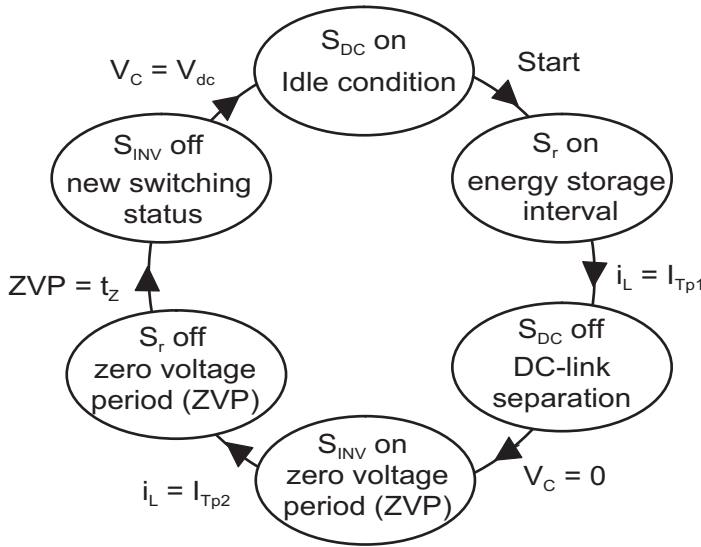 S_DC on
Idle condition
Start
S_r on
energy storage
interval
i_L = I_Tp1
S_DC off
DC-link
separation
V_C = 0
S_INV on
zero voltage
period (ZVP)
i_L = I_Tp2
S_r off
zero voltage
period (ZVP)
ZVP = t_Z
S_INV off
new switching
status
V_C = V_dc